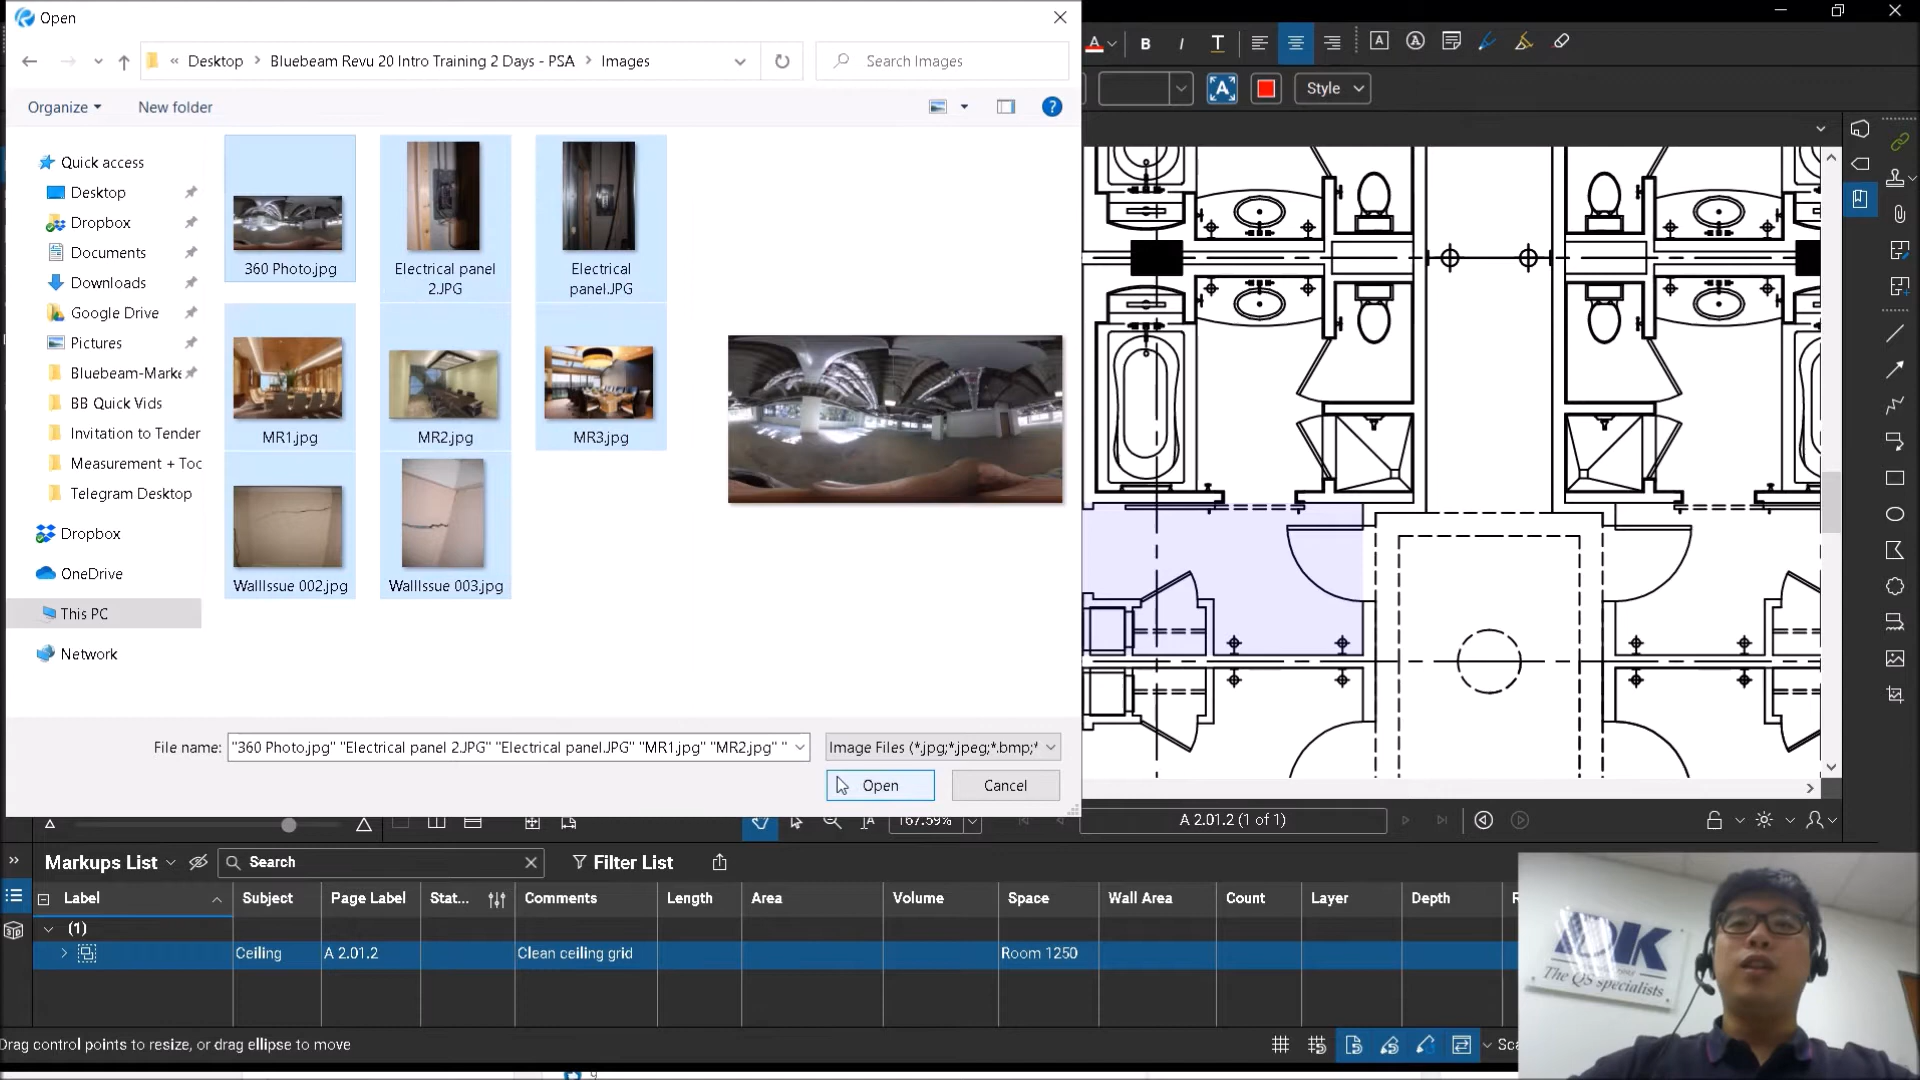 Open
« Desktop > Bluebeam Revu 20 Intro Training 2 Days - PSA > Images
Search Images
Organize
New folder
Quick access
Desktop
Dropbox
Documents
Downloads
Google Drive
Pictures
Bluebeam-Marke
BB Quick Vids
Invitation to Tender
Measurement + Toc
Telegram Desktop
Dropbox
OneDrive
This PC
Network
360 Photo.jpg
Electrical panel
2.JPG
Electrical
panel.JPG
MR1.jpg
MR2.jpg
MR3.jpg
WallIssue 002.jpg
WallIssue 003.jpg
File name:
"360 Photo.jpg" "Electrical panel 2.JPG" "Electrical panel.JPG" "MR1.jpg" "MR2.jpg" "
Image Files (*.jpg;*.jpeg;*.bmp;*
Open
Cancel
Style
167.59%
A 2.01.2 (1 of 1)
Markups List
Search
Filter List
Label
Subject
Page Label
Stat...
Comments
Length
Area
Volume
Space
Wall Area
Count
Layer
Depth
(1)
Ceiling
A 2.01.2
Clean ceiling grid
Room 1250
Drag control points to resize, or drag ellipse to move
Sca
The QS specialists